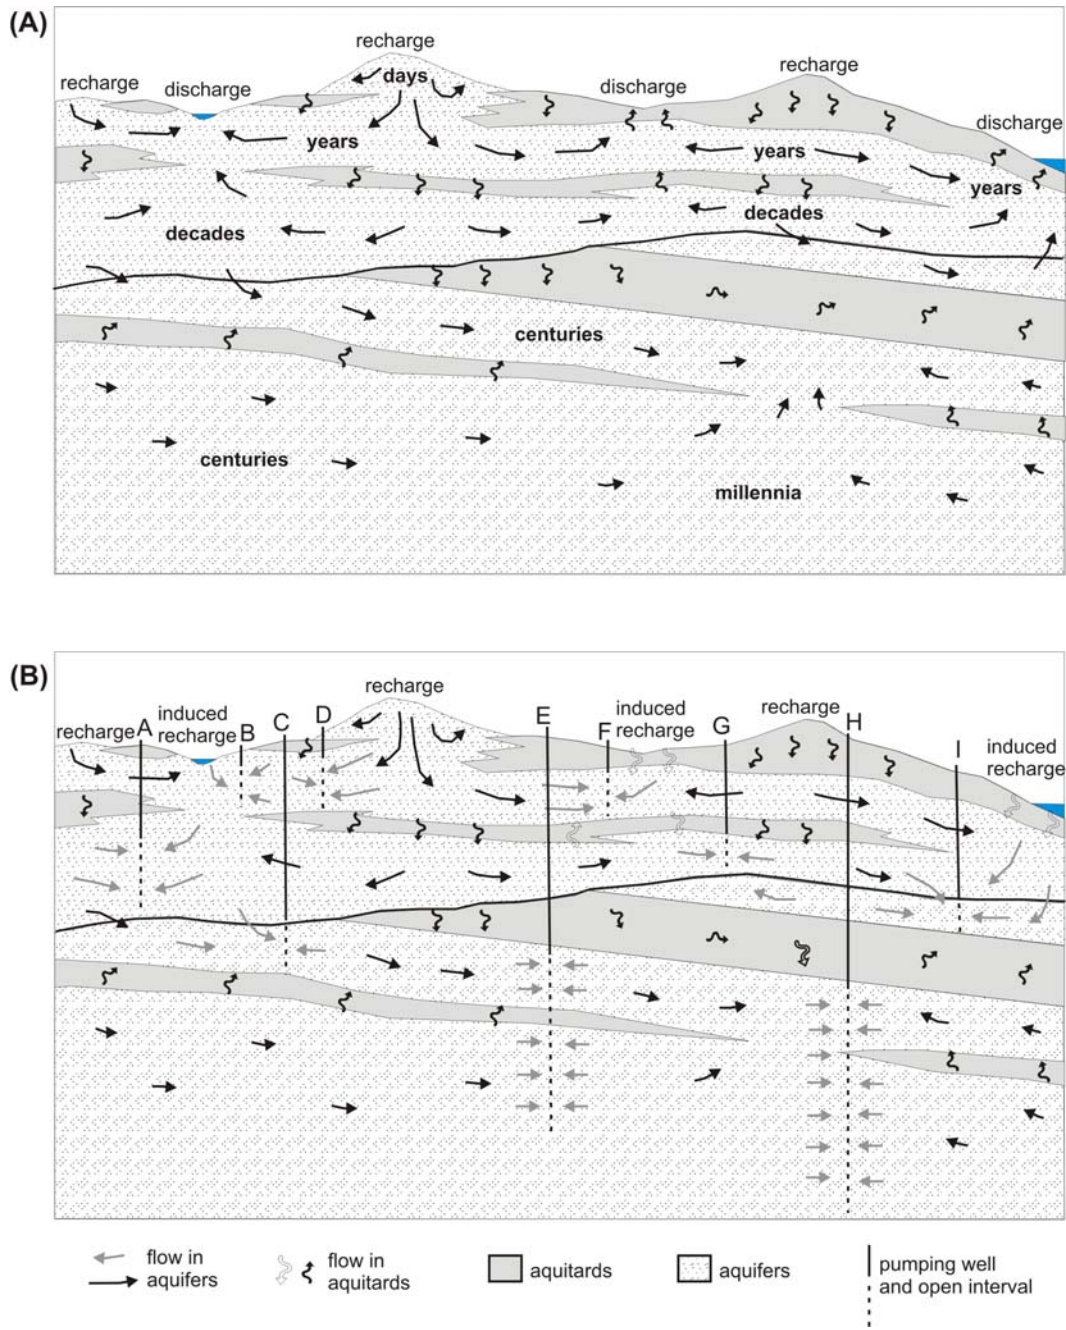 (A)
recharge
recharge
discharge
days
discharge
recharge
discharge
years
years
years
decades
decades
centuries
centuries
millennia
(B)
recharge
A
induced
recharge
B
C
D
recharge
E
F
induced
recharge
G
recharge
H
I
induced
recharge
flow in
aquifers
flow in
aquitards
aquitards
aquifers
pumping well
and open interval